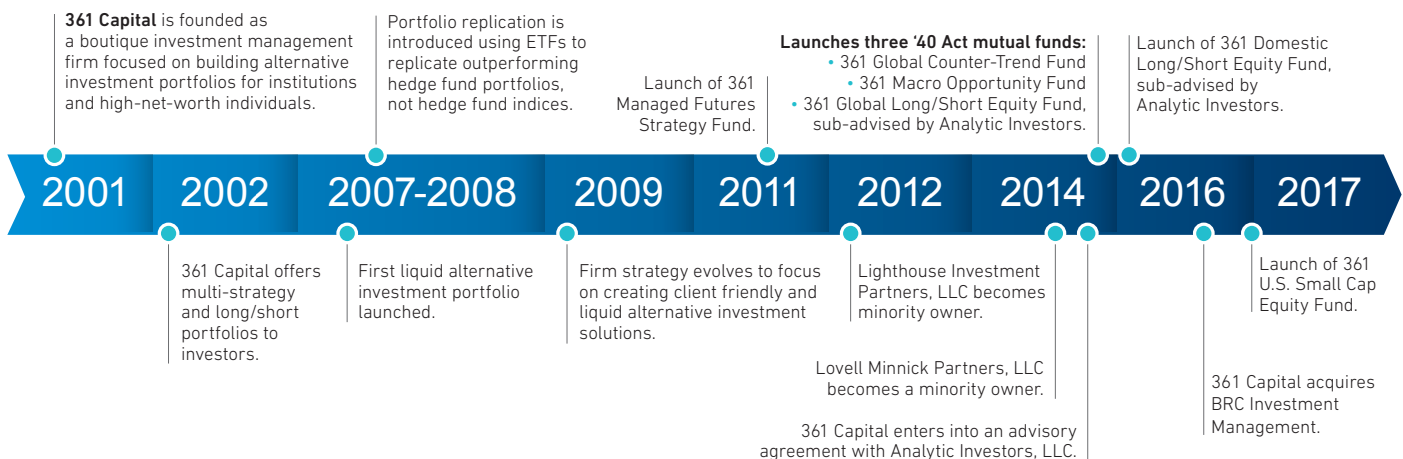 361 Capital is founded as
a boutique investment management
firm focused on building alternative
investment portfolios for institutions
and high-net-worth individuals.
Portfolio replication is
introduced using ETFs to
replicate outperforming
hedge fund portfolios,
not hedge fund indices.
Launch of 361
Managed Futures
Strategy Fund.
Launches three ‘40 Act mutual funds:
• 361 Global Counter-Trend Fund
• 361 Macro Opportunity Fund
• 361 Global Long/Short Equity Fund,
sub-advised by Analytic Investors.
Launch of 361 Domestic
Long/Short Equity Fund,
sub-advised by
Analytic Investors.
2001 2002 2007-2008 2009 2011 2012 2014 2016 2017
361 Capital offers
multi-strategy
and long/short
portfolios to
investors.
First liquid alternative
investment portfolio
launched.
Firm strategy evolves to focus
on creating client friendly and
liquid alternative investment
solutions.
Lighthouse Investment
Partners, LLC becomes
minority owner.
Lovell Minnick Partners, LLC
becomes a minority owner.
361 Capital enters into an advisory
agreement with Analytic Investors, LLC.
361 Capital acquires
BRC Investment
Management.
Launch of 361
U.S. Small Cap
Equity Fund.